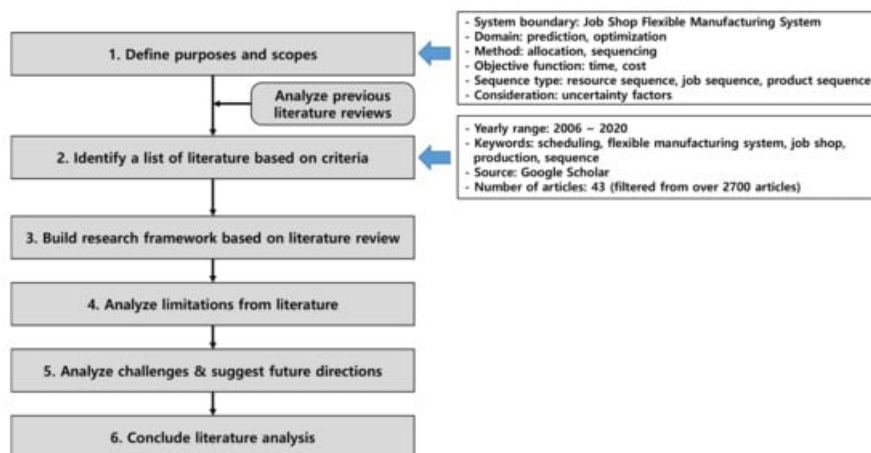 1. Define purposes and scopes
- System boundary: Job Shop Flexible Manufacturing System
- Domain: prediction, optimization
- Method: allocation, sequencing
- Objective function: time, cost
- Sequence type: resource sequence, job sequence, product sequence
- Consideration: uncertainty factors
Analyze previous
literature reviews
2. Identify a list of literature based on criteria
- Yearly range: 2006 ~ 2020
- Keywords: scheduling, flexible manufacturing system, job shop,
production, sequence
- Source: Google Scholar
- Number of articles: 43 (filtered from over 2700 articles)
3. Build research framework based on literature review
4. Analyze limitations from literature
5. Analyze challenges & suggest future directions
6. Conclude literature analysis